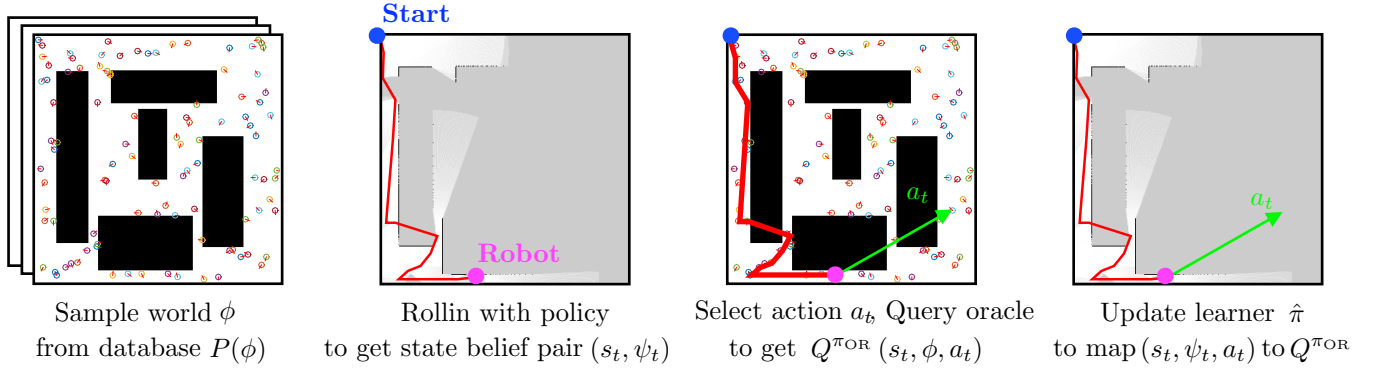 Start
Robot
a_t
a_t
Sample world ϕ
from database P(ϕ)
Rollin with policy
to get state belief pair (s_t, ψ_t)
Select action a_t, Query oracle
to get Q^{π_OR} (s_t, ϕ, a_t)
Update learner π̂
to map (s_t, ψ_t, a_t) to Q^{π_OR}